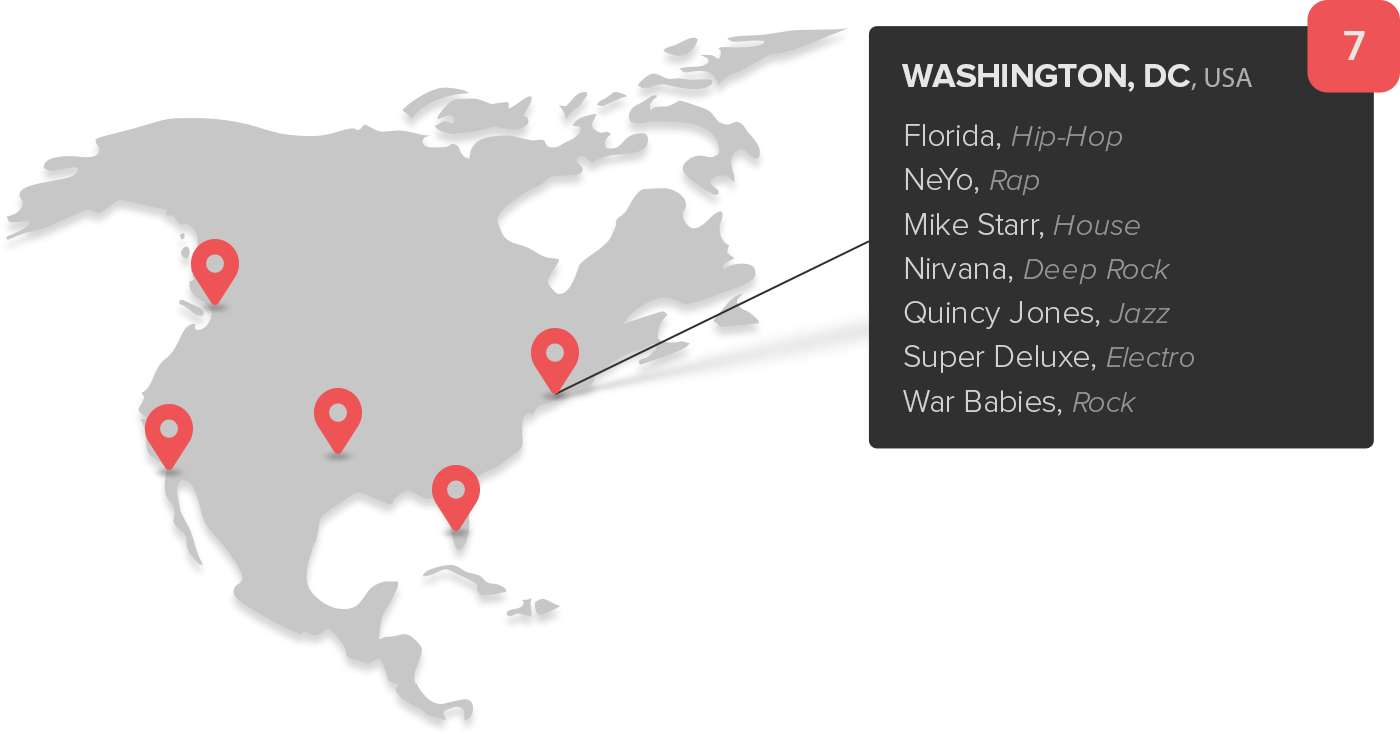 7
WASHINGTON, DC, USA
Florida, Hip-Hop
NeYo, Rap
Mike Starr, House
Nirvana, Deep Rock
Quincy Jones, Jazz
Super Deluxe, Electro
War Babies, Rock